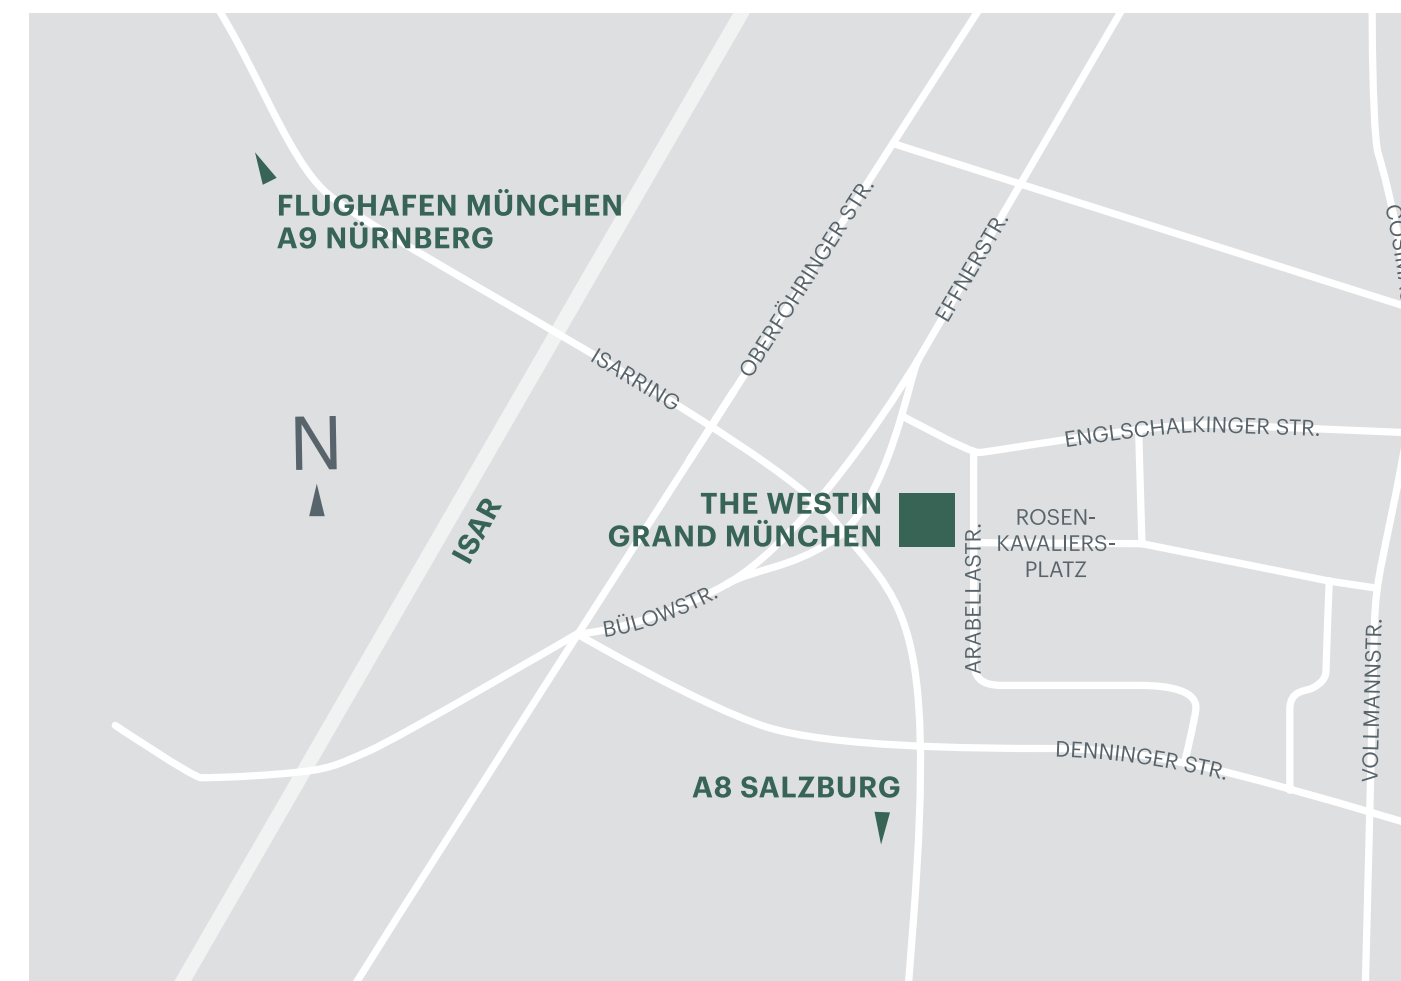 FLUGHAFEN MÜNCHEN
A9 NÜRNBERG
OBERFÖHRINGER STR.
EFFNERSTR.
ISARRING
N
ENGLSCHALKINGER STR.
ISAR
THE WESTIN
GRAND MÜNCHEN
ROSEN-
KAVALIERS-
PLATZ
ARABELLASTR.
BÜLOWSTR.
VOLLMANNSTR.
DENNINGER STR.
A8 SALZBURG